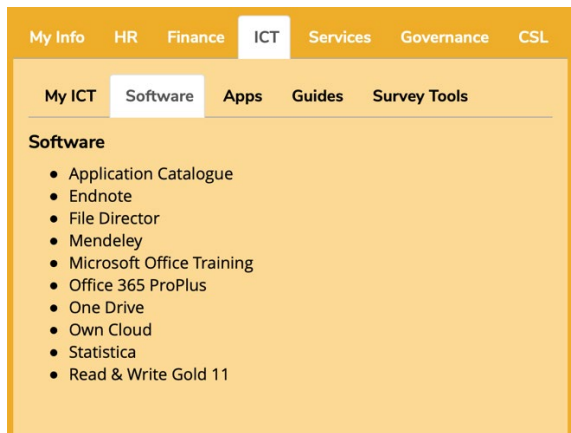 My Info HR Finance ICT Services Governance CSL
My ICT Software Apps Guides Survey Tools
Software
• Application Catalogue
• Endnote
• File Director
• Mendeley
• Microsoft Office Training
• Office 365 ProPlus
• One Drive
• Own Cloud
• Statistica
• Read & Write Gold 11